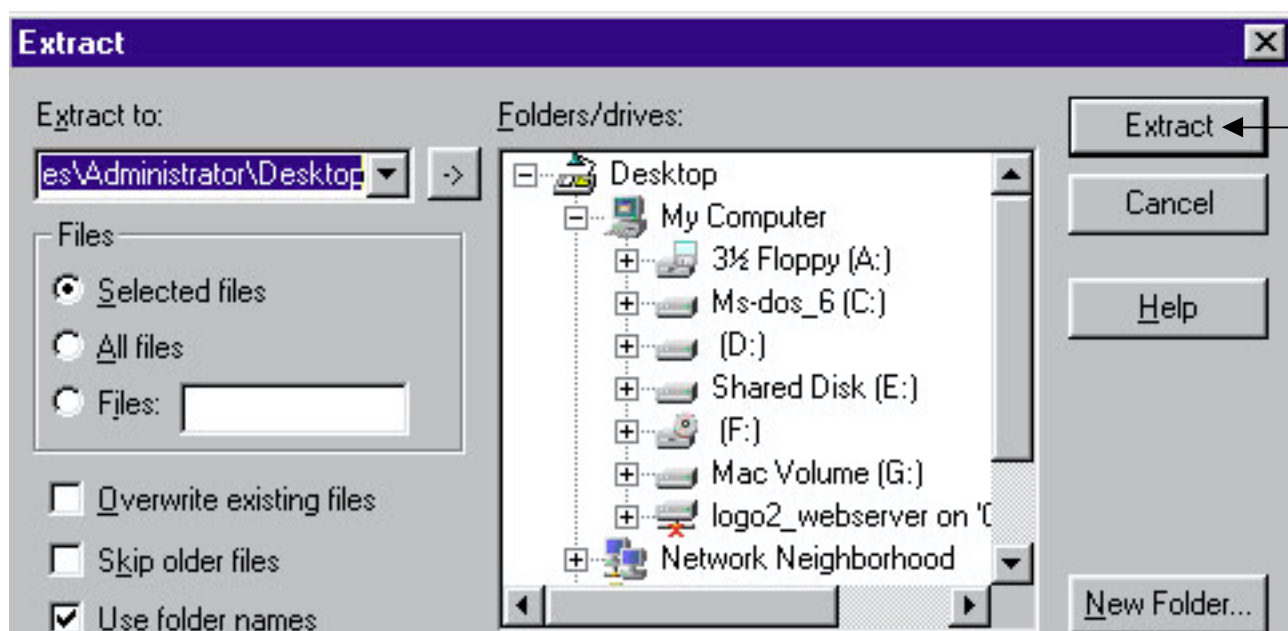 Extract
Extract to:
es\Administrator\Desktop
->
Files
Selected files
All files
Files:
Overwrite existing files
Skip older files
Use folder names
Folders/drives:
Desktop
My Computer
3½ Floppy (A:)
Ms-dos_6 (C:)
(D:)
Shared Disk (E:)
(F:)
Mac Volume (G:)
logo2_webserver on '
Network Neighborhood
Extract
Cancel
Help
New Folder...